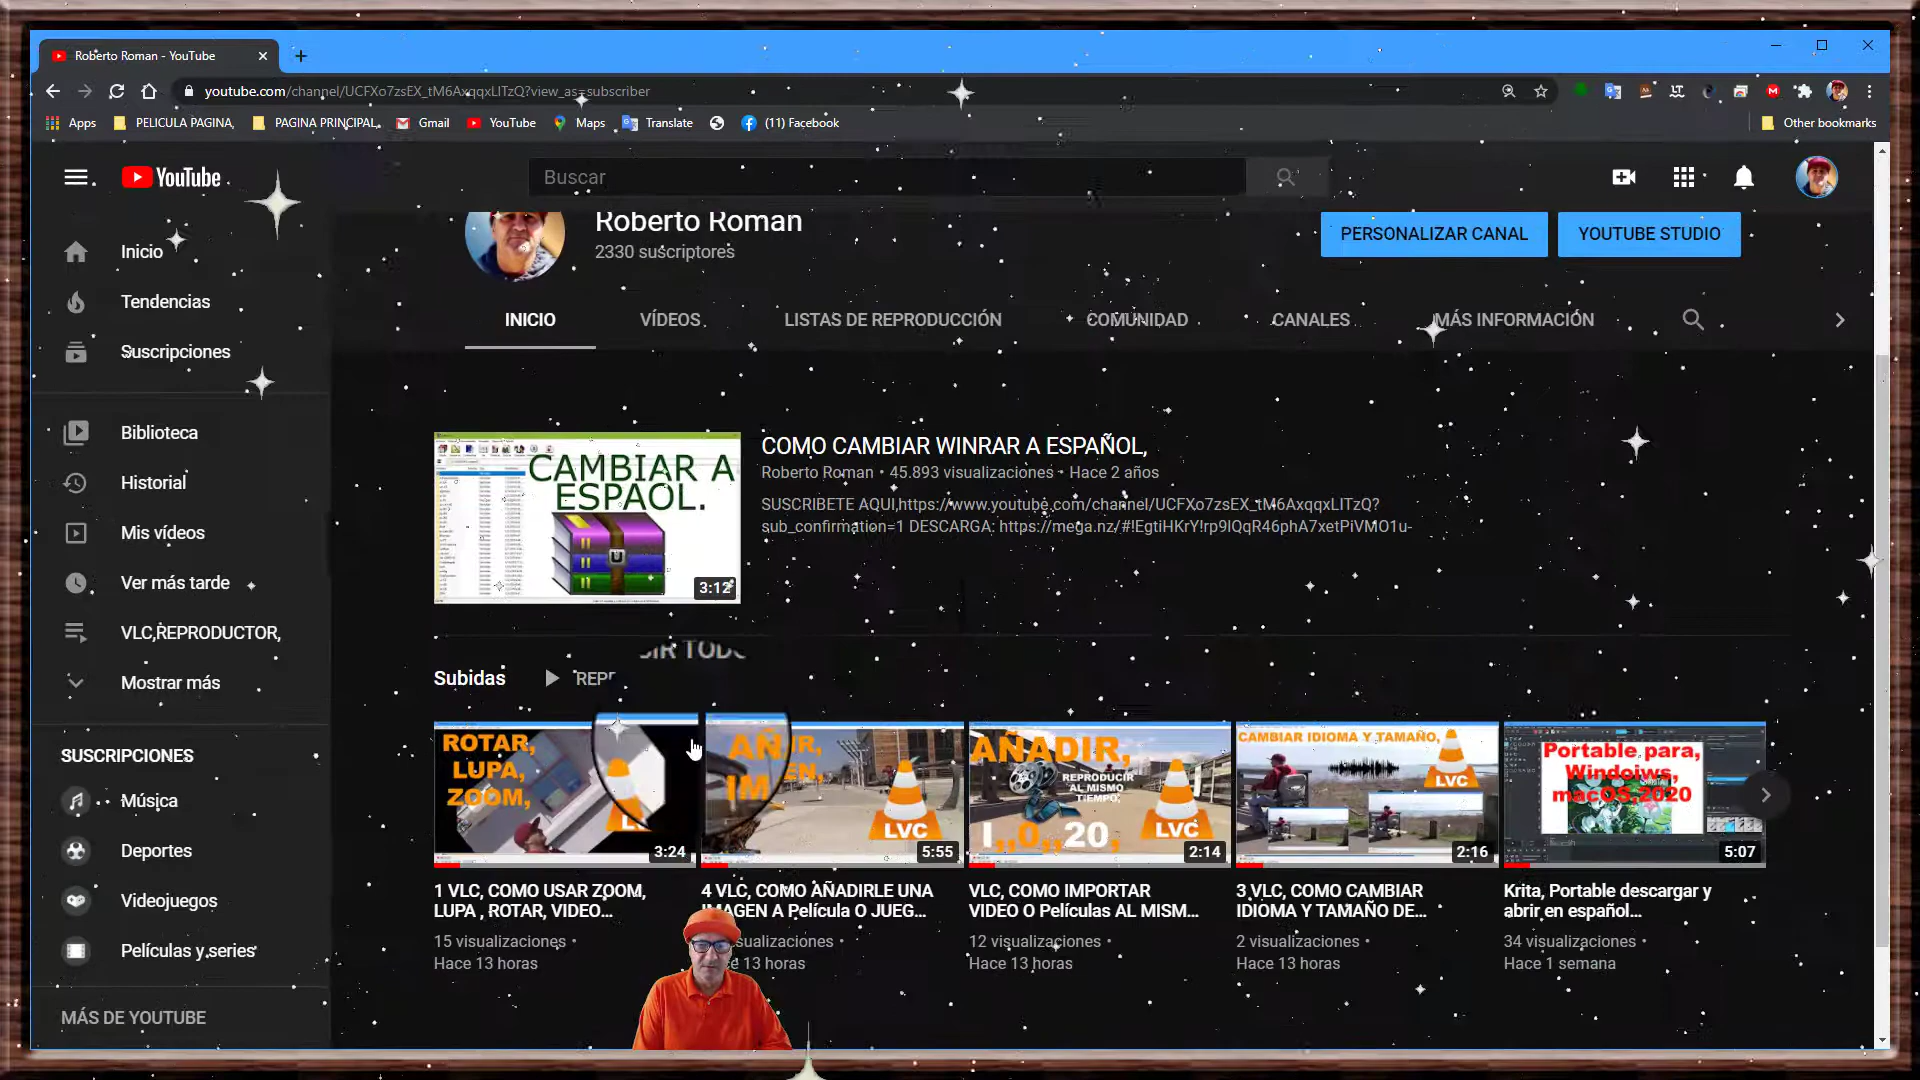 Roberto Roman - YouTube
youtube.com/channel/UCFXo7zsEX_tM6AxqqxLITzQ?view_as=subscriber
Apps PELICULA PAGINA, PAGINA PRINCIPAL, Gmail YouTube Maps Translate (11) Facebook Other bookmarks
YouTube
Buscar
Inicio
Tendencias
Suscripciones
Biblioteca
Historial
Mis vídeos
Ver más tarde
VLC,REPRODUCTOR,
Mostrar más
SUSCRIPCIONES
Música
Deportes
Videojuegos
Películas y series
MÁS DE YOUTUBE
Roberto Roman
2330 suscriptores
PERSONALIZAR CANAL YOUTUBE STUDIO
INICIO VÍDEOS LISTAS DE REPRODUCCIÓN COMUNIDAD CANALES MÁS INFORMACIÓN
CAMBIAR A
ESPAÑOL.
3:12
COMO CAMBIAR WINRAR A ESPAÑOL,
Roberto Roman • 45.893 visualizaciones • Hace 2 años
SUSCRIBETE AQUI,https://www.youtube.com/channel/UCFXo7zsEX_tM6AxqqxLITzQ?
sub_confirmation=1 DESCARGA: https://mega.nz/#!EgtiHKrY!rp9IQqR46phA7xetPiVMO1u-
Subidas
ROTAR,
LUPA,
ZOOM,
3:24
1 VLC, COMO USAR ZOOM,
LUPA , ROTAR, VIDEO...
15 visualizaciones •
Hace 13 horas
LVC
5:55
4 VLC, COMO AÑADIRLE UNA
IMAGEN A Película O JUEG...
Hace 13 horas
AÑADIR,
REPRODUCIR
AL MISMO
TIEMPO,
LVC
2:14
VLC, COMO IMPORTAR
VIDEO O Películas AL MISM...
12 visualizaciones •
Hace 13 horas
CAMBIAR IDIOMA Y TAMAÑO,
LVC
2:16
3 VLC, COMO CAMBIAR
IDIOMA Y TAMAÑO DE...
2 visualizaciones •
Hace 13 horas
Portable para,
Windoiws,
macOS,2020
5:07
Krita, Portable descargar y
abrir en español...
34 visualizaciones •
Hace 1 semana